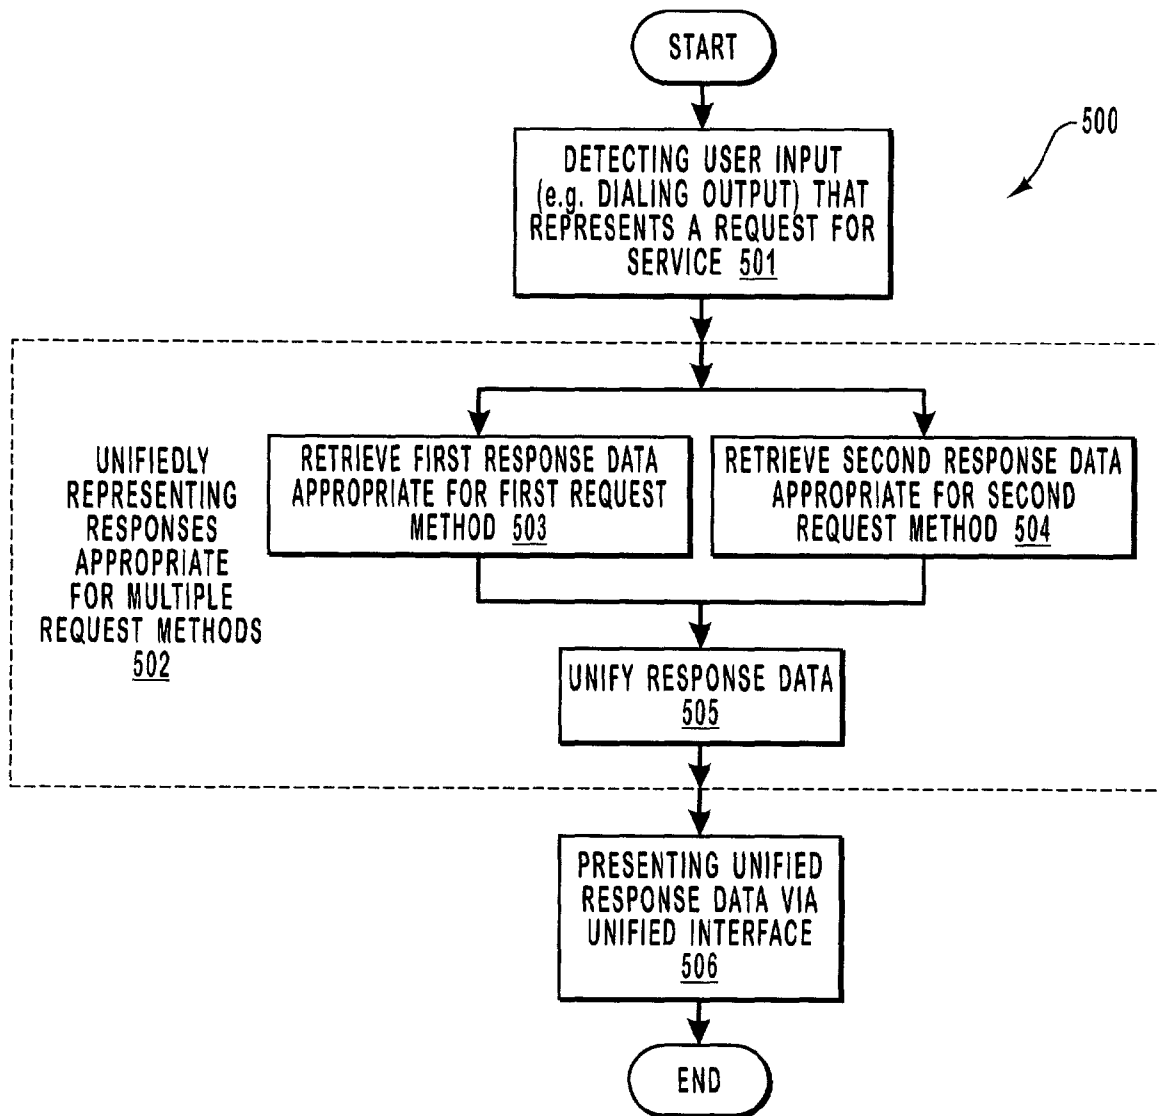 START
500
DETECTING USER INPUT
(e.g. DIALING OUTPUT) THAT
REPRESENTS A REQUEST FOR
SERVICE 501
UNIFIEDLY
REPRESENTING
RESPONSES
APPROPRIATE
FOR MULTIPLE
REQUEST METHODS
502
RETRIEVE FIRST RESPONSE DATA
APPROPRIATE FOR FIRST REQUEST
METHOD 503
RETRIEVE SECOND RESPONSE DATA
APPROPRIATE FOR SECOND
REQUEST METHOD 504
UNIFY RESPONSE DATA
505
PRESENTING UNIFIED
RESPONSE DATA VIA
UNIFIED INTERFACE
506
END